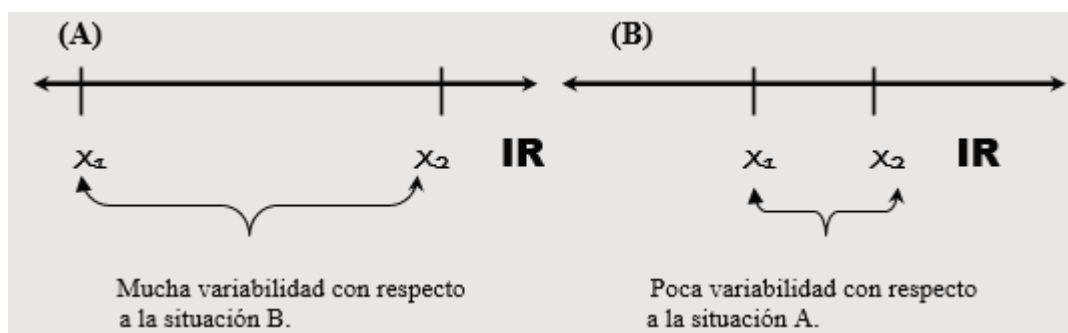 (A) (B)
x₁ x₂ IR x₁ x₂ IR
Mucha variabilidad con respecto
a la situación B.
Poca variabilidad con respecto
a la situación A.